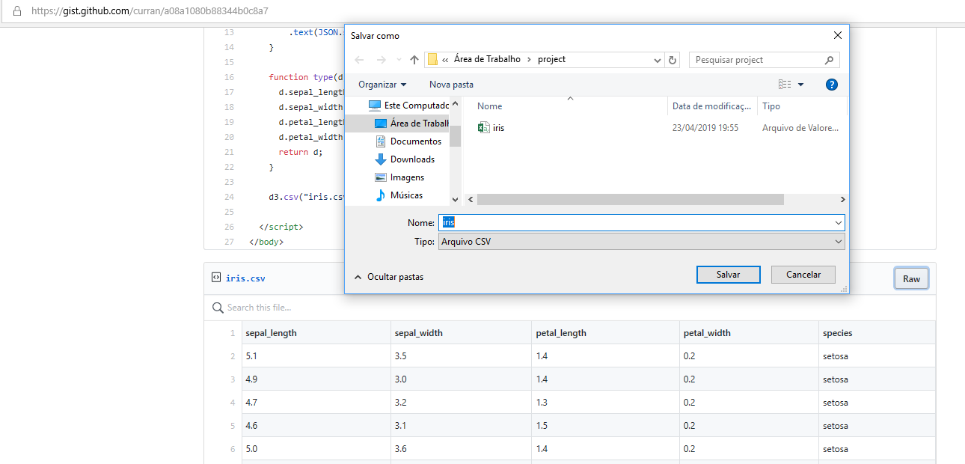 https://gist.github.com/curran/a08a1080b88344b0c8a7
13 .text(JSON.
14 }
15
16 function type(d
17 d.sepal_length
18 d.sepal_width
19 d.petal_length
20 d.petal_width
21 return d;
22 }
23
24 d3.csv("iris.csv
25
26 </script>
27 </body>
Salvar como
« Área de Trabalho > project
Pesquisar project
Organizar
Nova pasta
Este Computado
Área de Trabalh
Documentos
Downloads
Imagens
Músicas
Nome
Data de modificaç...
Tipo
iris
23/04/2019 19:55
Arquivo de Valore...
Nome: iris
Tipo: Arquivo CSV
Ocultar pastas
Salvar
Cancelar
iris.csv
Raw
Search this file...
1 sepal_length sepal_width petal_length petal_width species
2 5.1 3.5 1.4 0.2 setosa
3 4.9 3.0 1.4 0.2 setosa
4 4.7 3.2 1.3 0.2 setosa
5 4.6 3.1 1.5 0.2 setosa
6 5.0 3.6 1.4 0.2 setosa